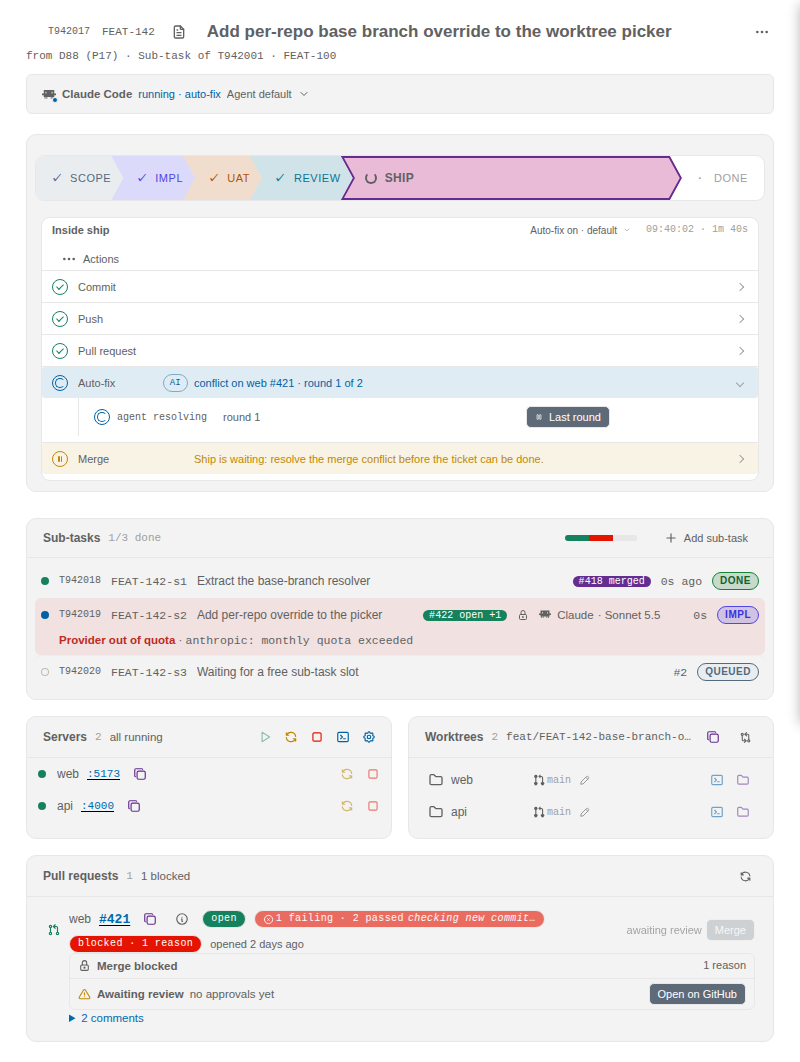 T942017 FEAT-142 Add per-repo base branch override to the worktree picker
from D88 (P17) · Sub-task of T942001 · FEAT-100
Claude Code running · auto-fix Agent default
SCOPE IMPL UAT REVIEW SHIP DONE
Inside ship Auto-fix on · default 09:40:02 · 1m 40s
Actions
Commit
Push
Pull request
Auto-fix AI conflict on web #421 · round 1 of 2
agent resolving round 1 Last round
Merge Ship is waiting: resolve the merge conflict before the ticket can be done.
Sub-tasks 1/3 done Add sub-task
T942018 FEAT-142-s1 Extract the base-branch resolver #418 merged 0s ago DONE
T942019 FEAT-142-s2 Add per-repo override to the picker #422 open +1 Claude · Sonnet 5.5 0s IMPL
Provider out of quota · anthropic: monthly quota exceeded
T942020 FEAT-142-s3 Waiting for a free sub-task slot #2 QUEUED
Servers 2 all running
web :5173
api :4000
Worktrees 2 feat/FEAT-142-base-branch-o…
web main
api main
Pull requests 1 1 blocked
web #421 open 1 failing · 2 passed checking new commit…
blocked · 1 reason opened 2 days ago
awaiting review Merge
Merge blocked 1 reason
Awaiting review no approvals yet Open on GitHub
2 comments